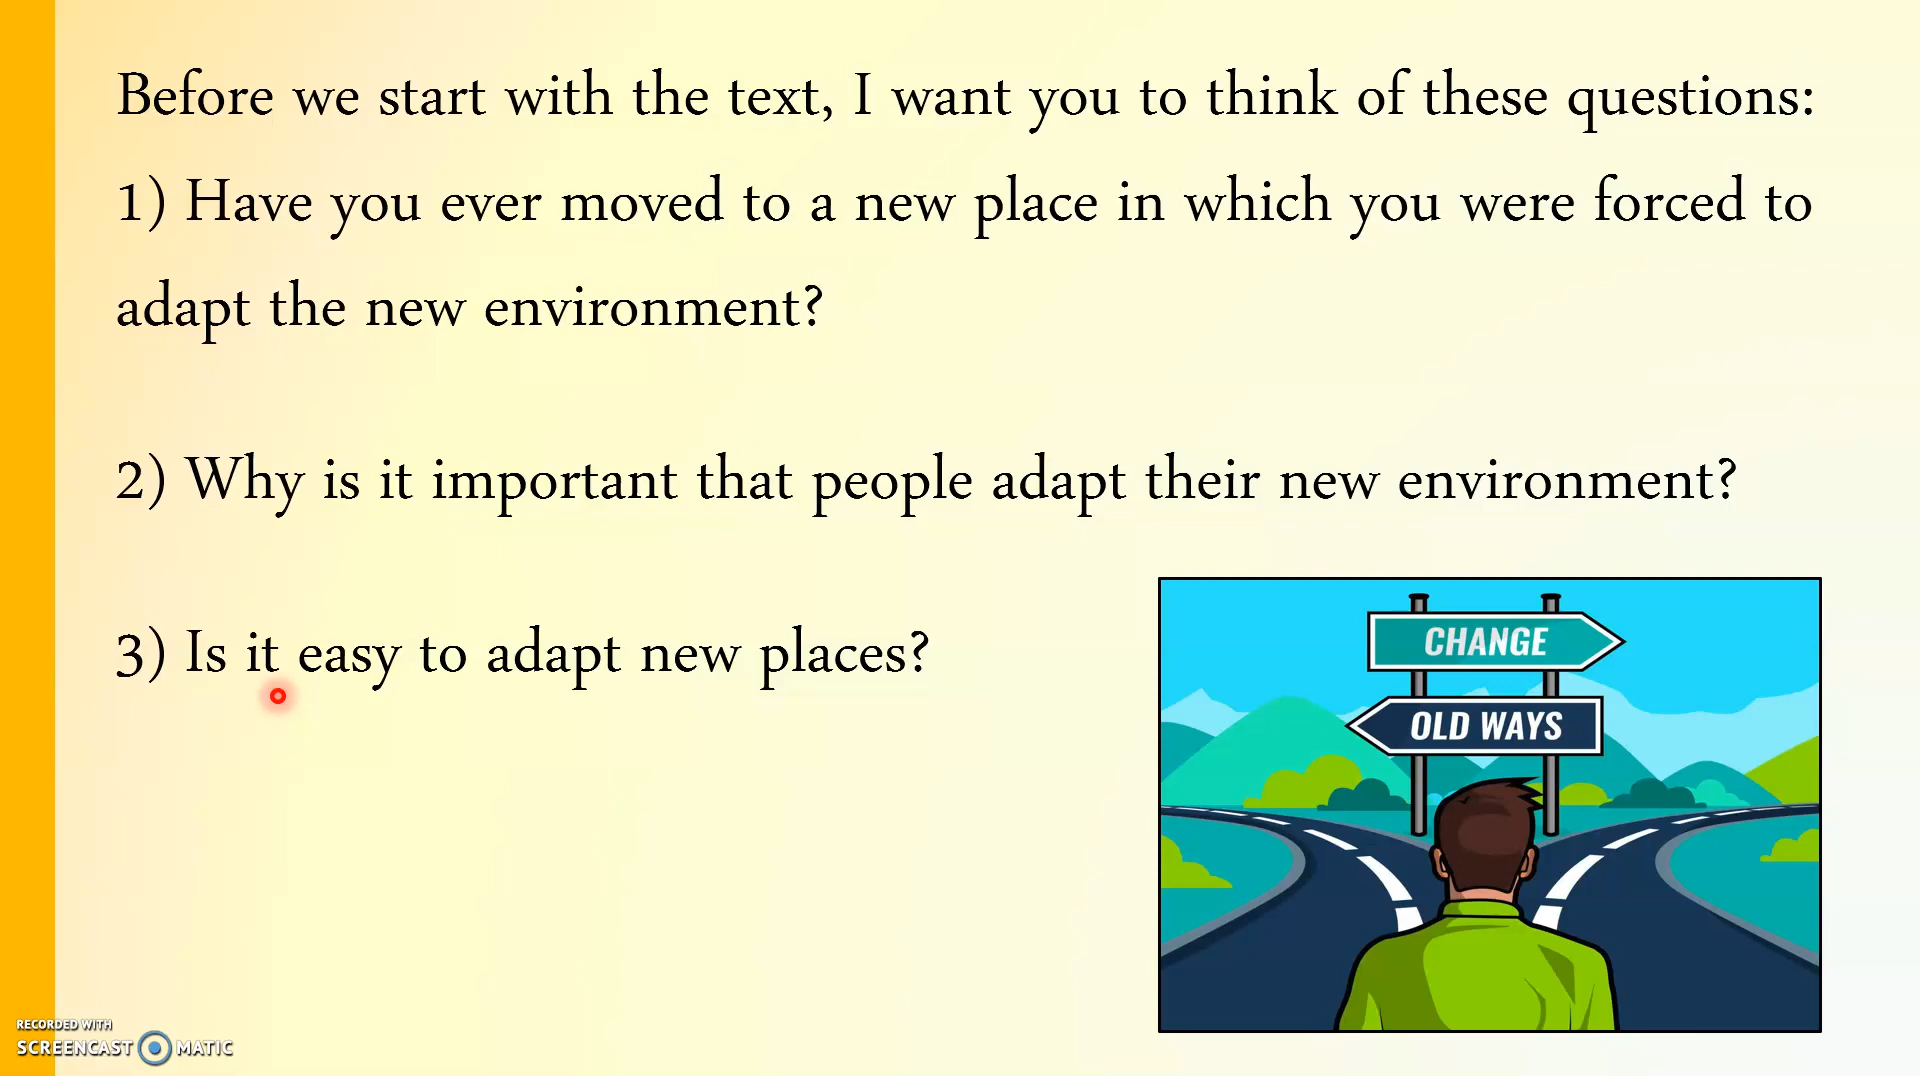 Before we start with the text, I want you to think of these questions:
1) Have you ever moved to a new place in which you were forced to
adapt the new environment?
2) Why is it important that people adapt their new environment?
3) Is it easy to adapt new places?
CHANGE
OLD WAYS
RECORDED WITH
SCREENCAST MATIC